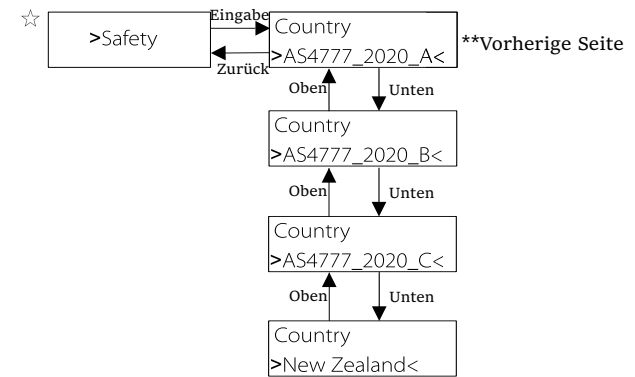 ☆
>Safety
Eingabe
Zurück
Country
>AS4777_2020_A<
**Vorherige Seite
Oben
Unten
Country
>AS4777_2020_B<
Oben
Unten
Country
>AS4777_2020_C<
Oben
Unten
Country
>New Zealand<